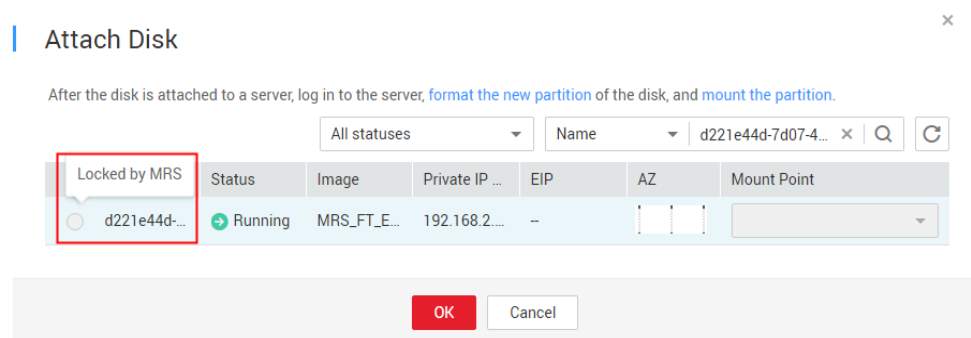 ×
Attach Disk
After the disk is attached to a server, log in to the server, format the new partition of the disk, and mount the partition.
All statuses Name d221e44d-7d07-4... ×
Locked by MRS Status Image Private IP ... EIP AZ Mount Point
d221e44d-... Running MRS_FT_E... 192.168.2.... --
OK Cancel